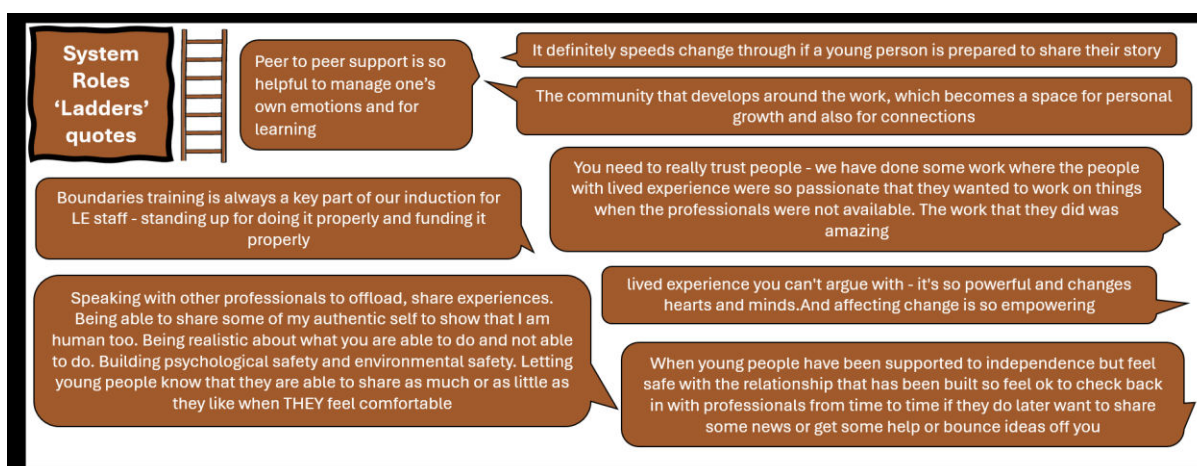 System
Roles
‘Ladders’
quotes
Peer to peer support is so
helpful to manage one’s
own emotions and for
learning
It definitely speeds change through if a young person is prepared to share their story
The community that develops around the work, which becomes a space for personal
growth and also for connections
You need to really trust people - we have done some work where the people
with lived experience were so passionate that they wanted to work on things
when the professionals were not available. The work that they did was
amazing
Boundaries training is always a key part of our induction for
LE staff - standing up for doing it properly and funding it
properly
lived experience you can't argue with - it's so powerful and changes
hearts and minds.And affecting change is so empowering
Speaking with other professionals to offload, share experiences.
Being able to share some of my authentic self to show that I am
human too. Being realistic about what you are able to do and not able
to do. Building psychological safety and environmental safety. Letting
young people know that they are able to share as much or as little as
they like when THEY feel comfortable
When young people have been supported to independence but feel
safe with the relationship that has been built so feel ok to check back
in with professionals from time to time if they do later want to share
some news or get some help or bounce ideas off you